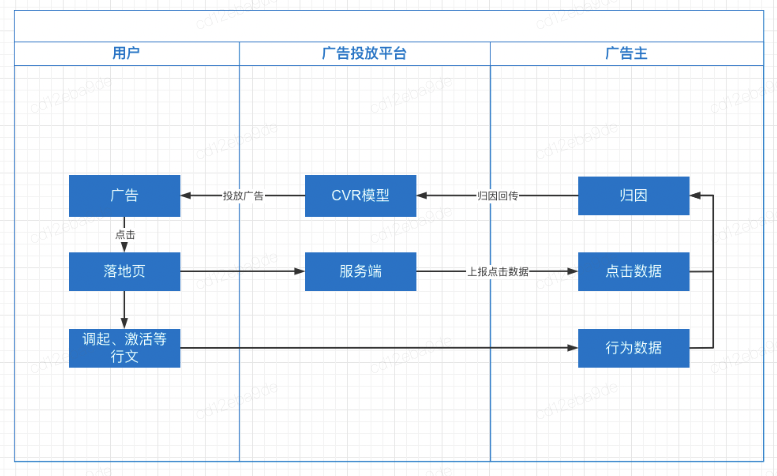 用户
广告投放平台
广告主
广告
投放广告
CVR模型
归因回传
归因
点击
落地页
服务端
上报点击数据
点击数据
调起、激活等
行文
行为数据
cd12eba9da